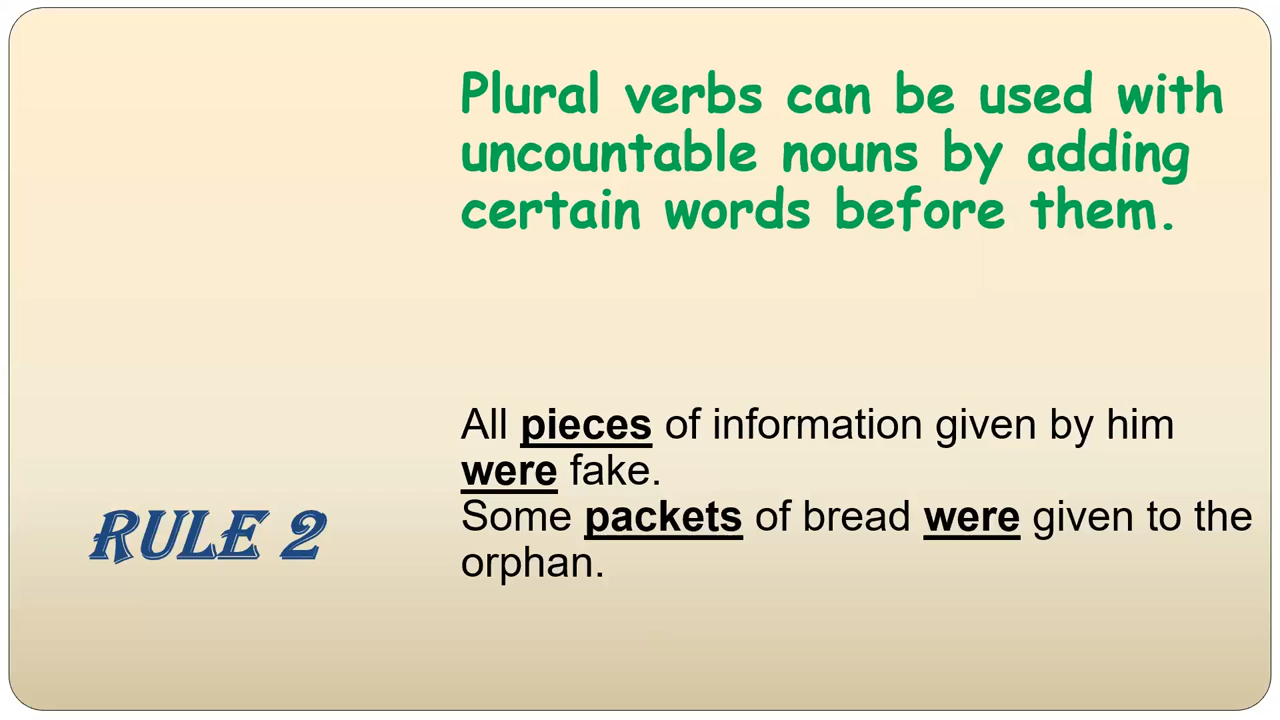 Plural verbs can be used with
uncountable nouns by adding
certain words before them.
All pieces of information given by him
were fake.
Some packets of bread were given to the
orphan.
RULE 2